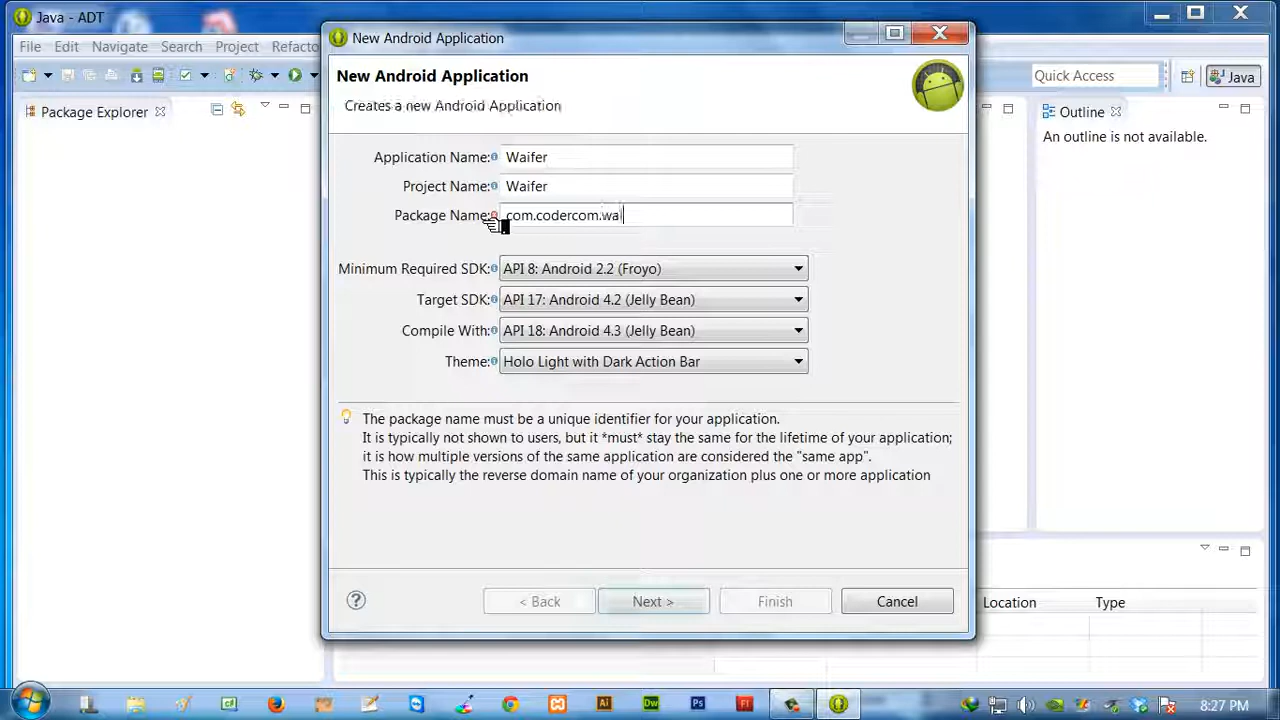 Java - ADT
New Android Application
File Edit Navigate Search Project Refacto
Quick Access
Java
New Android Application
Creates a new Android Application
Package Explorer
Outline
An outline is not available.
Application Name: Waifer
Project Name: Waifer
Package Name: com.codercom.wai
Minimum Required SDK: API 8: Android 2.2 (Froyo)
Target SDK: API 17: Android 4.2 (Jelly Bean)
Compile With: API 18: Android 4.3 (Jelly Bean)
Theme: Holo Light with Dark Action Bar
The package name must be a unique identifier for your application.
It is typically not shown to users, but it *must* stay the same for the lifetime of your application;
it is how multiple versions of the same application are considered the "same app".
This is typically the reverse domain name of your organization plus one or more application
< Back Next > Finish Cancel
Location Type
Ai Dw Ps Fl
8:27 PM